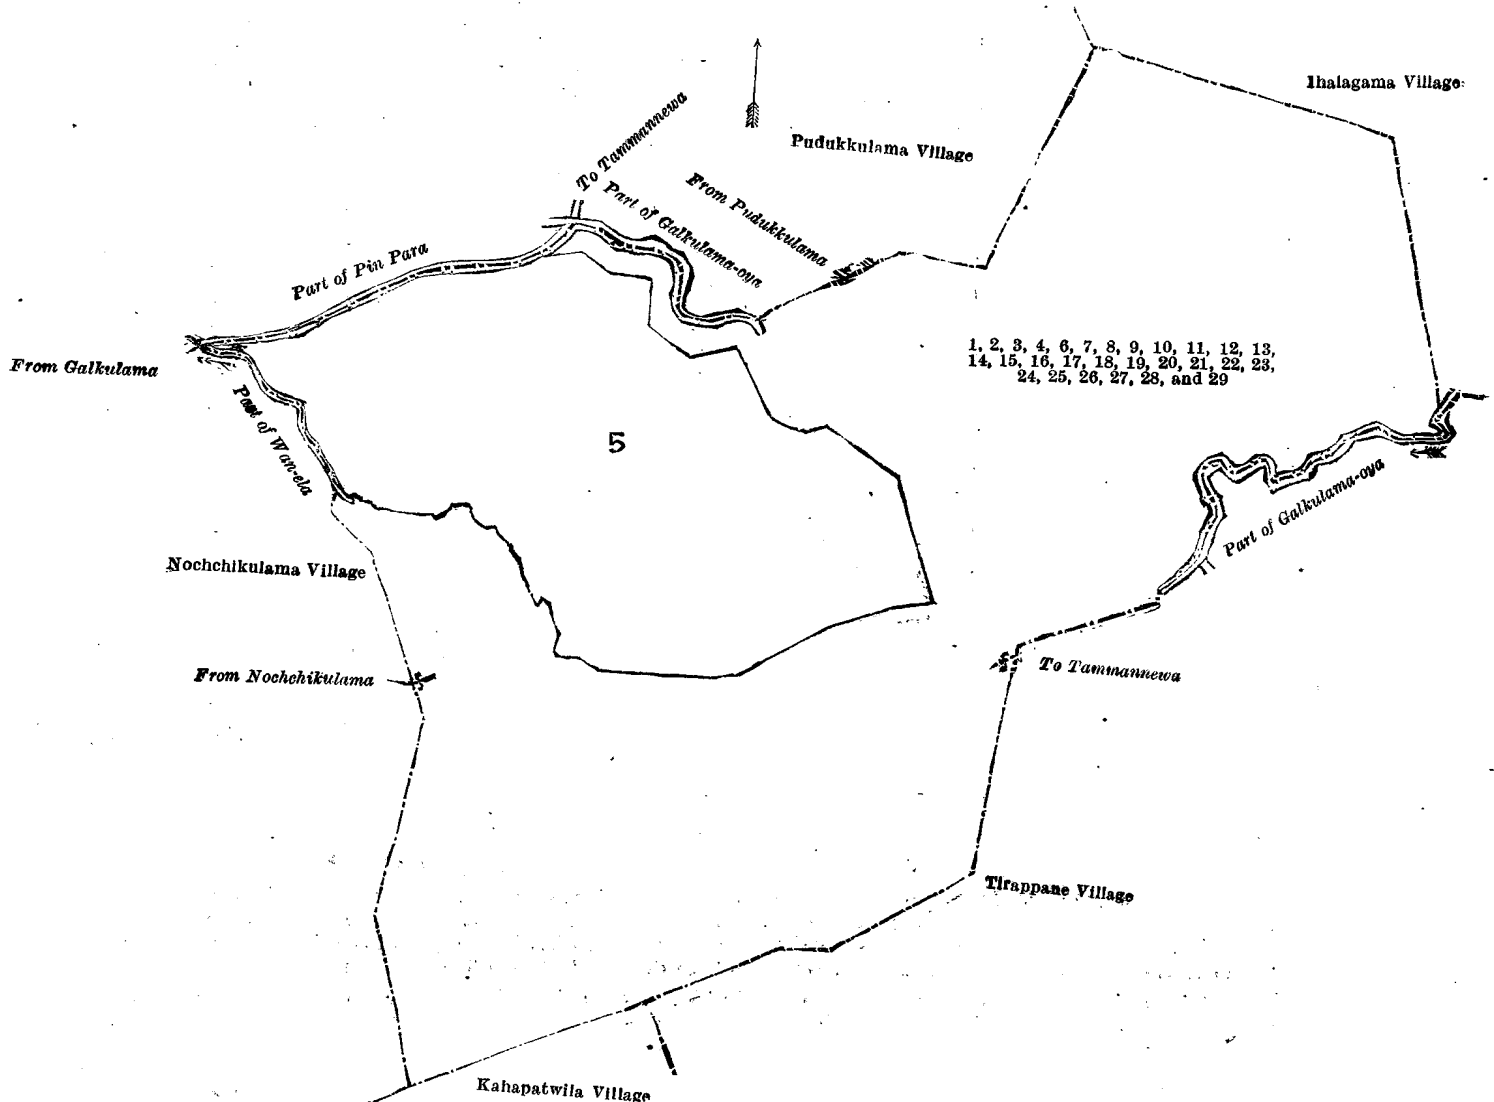 Ihalagama Village
To Tammannewa
Pudukkulama Village
From Pudukkulama
Part of Galkulama-oya
Part of Pin Para
1, 2, 3, 4, 6, 7, 8, 9, 10, 11, 12, 13,
14, 15, 16, 17, 18, 19, 20, 21, 22, 23,
24, 25, 26, 27, 28, and 29
From Galkulama
Part of Wan-ela
5
Part of Galkulama-oya
Nochchikulama Village
From Nochchikulama
To Tammannewa
Tirappane Village
Kahapatwila Village